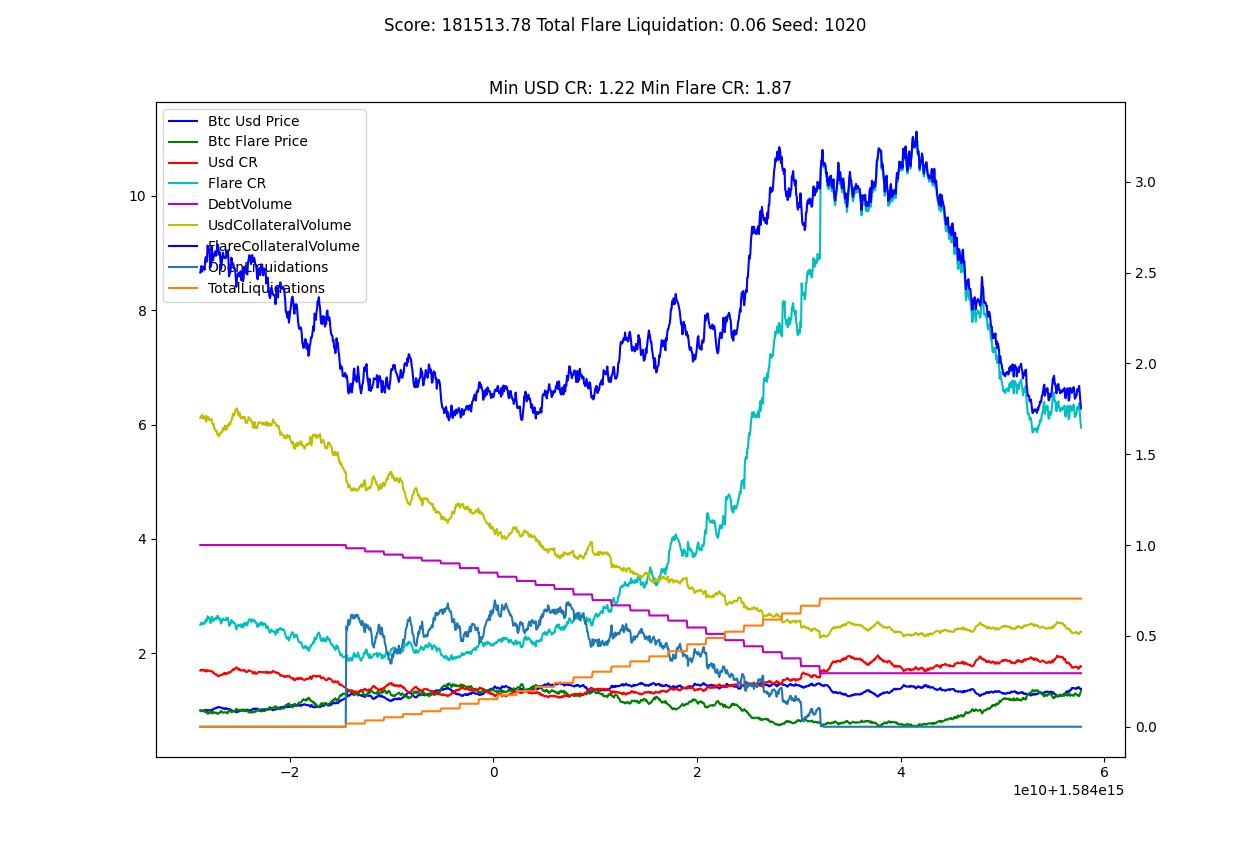 Score: 181513.78 Total Flare Liquidation: 0.06 Seed: 1020
Min USD CR: 1.22 Min Flare CR: 1.87
Btc Usd Price
Btc Flare Price
Usd CR
Flare CR
DebtVolume
UsdCollateralVolume
FlareCollateralVolume
OpenLiquidations
TotalLiquidations
10
8
6
4
2
3.0
2.5
2.0
1.5
1.0
0.5
0.0
−2 0 2 4 6
1e10+1.584e15